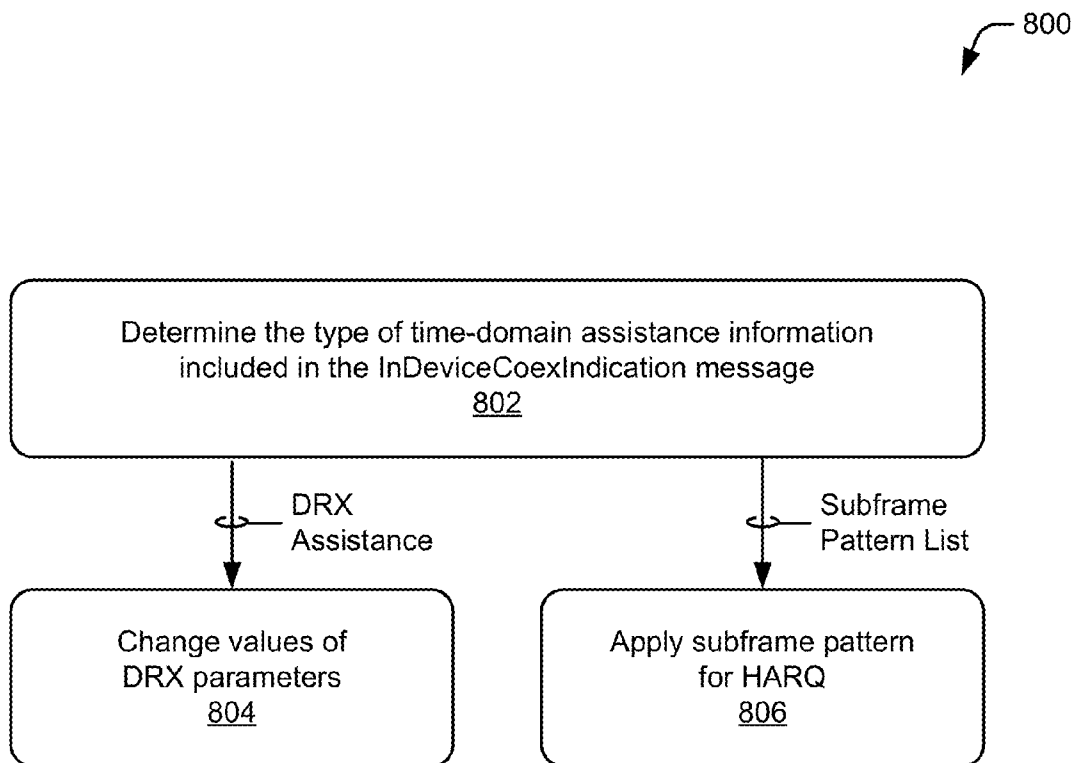 800
Determine the type of time-domain assistance information
included in the InDeviceCoexIndication message
802
DRX
Assistance
Subframe
Pattern List
Change values of
DRX parameters
804
Apply subframe pattern
for HARQ
806